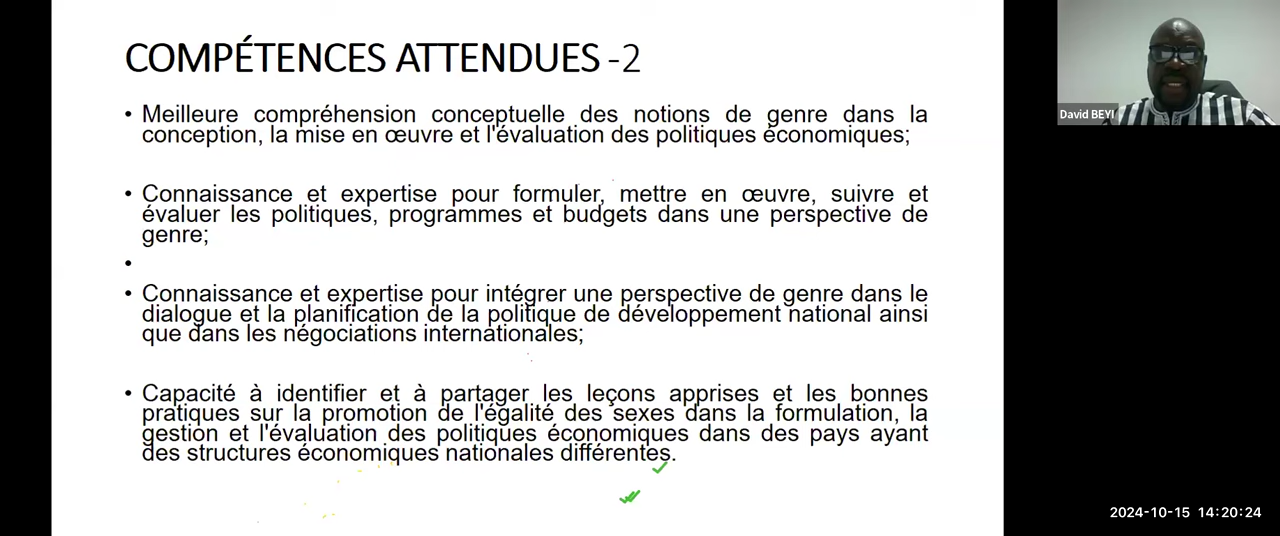 COMPÉTENCES ATTENDUES -2
• Meilleure compréhension conceptuelle des notions de genre dans la
conception, la mise en œuvre et l'évaluation des politiques économiques;
• Connaissance et expertise pour formuler, mettre en œuvre, suivre et
évaluer les politiques, programmes et budgets dans une perspective de
genre;
•
• Connaissance et expertise pour intégrer une perspective de genre dans le
dialogue et la planification de la politique de développement national ainsi
que dans les négociations internationales;
• Capacité à identifier et à partager les leçons apprises et les bonnes
pratiques sur la promotion de l'égalité des sexes dans la formulation, la
gestion et l'évaluation des politiques économiques dans des pays ayant
des structures économiques nationales différentes.
David BEYI
2024-10-15 14:20:24